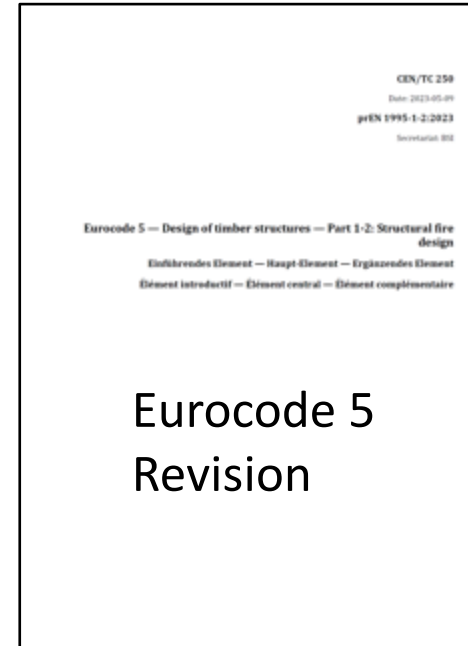 CEN/TC 250
Date: 2023-05-09
prEN 1995-1-2:2023
Secretariat: BSI
Eurocode 5 — Design of timber structures — Part 1-2: Structural fire
design
Einführendes Element — Haupt-Element — Ergänzendes Element
Élément introductif — Élément central — Élément complémentaire
Eurocode 5
Revision